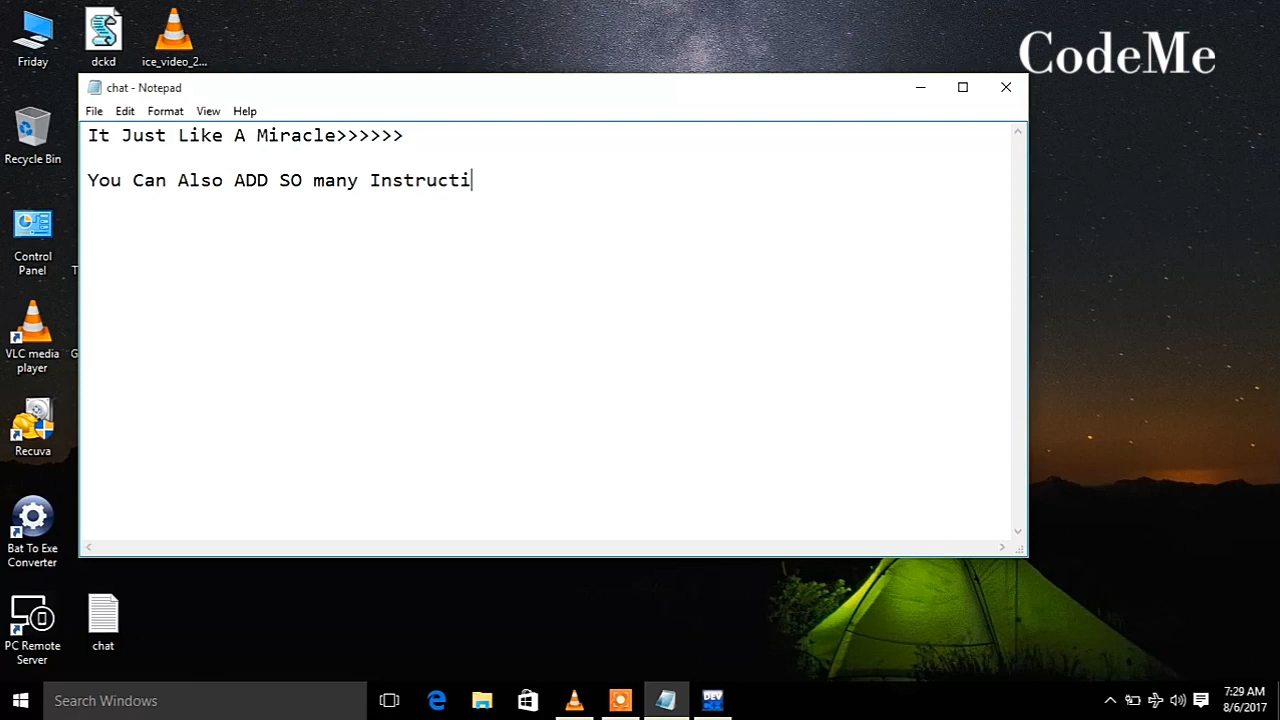 CodeMe
Friday
dckd
ice_video_2...
chat - Notepad
File Edit Format View Help
It Just Like A Miracle>>>>>>
You Can Also ADD SO many Instructi
Recycle Bin
Control
Panel
T
VLC media
player
G
Recuva
Bat To Exe
Converter
PC Remote
Server
chat
Search Windows
DEV
7:29 AM
8/6/2017